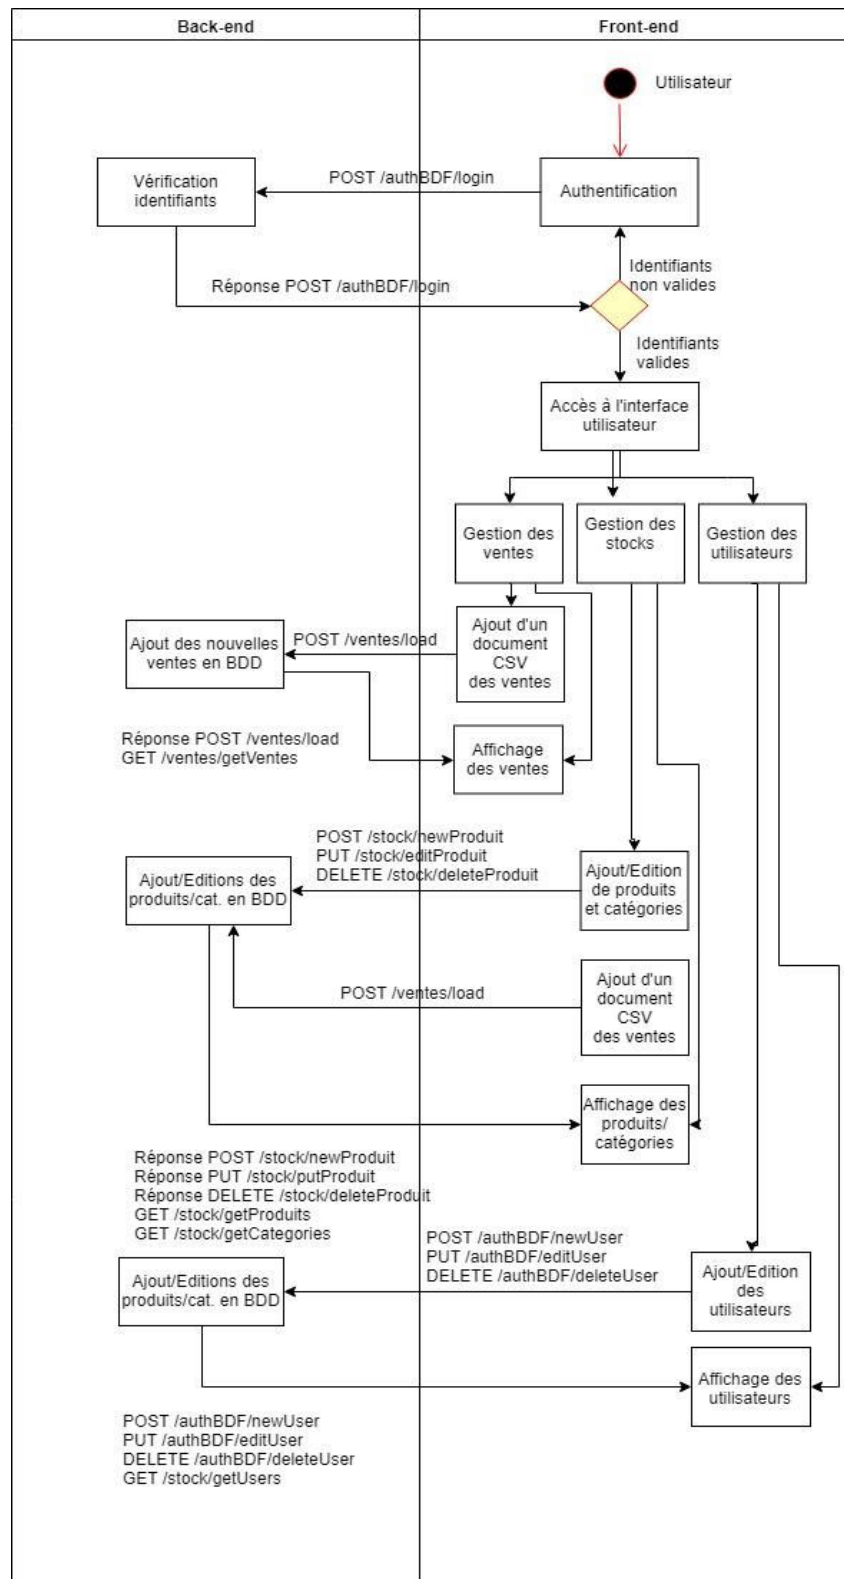 Back-end
Front-end
Utilisateur
Vérification
identifiants
POST /authBDF/login
Authentification
Réponse POST /authBDF/login
Identifiants
non valides
Identifiants
valides
Accès à l'interface
utilisateur
Gestion des
ventes
Gestion des
stocks
Gestion des
utilisateurs
Ajout des nouvelles
ventes en BDD
POST /ventes/load
Ajout d'un
document
CSV
des ventes
Réponse POST /ventes/load
GET /ventes/getVentes
Affichage
des ventes
POST /stock/newProduit
PUT /stock/editProduit
DELETE /stock/deleteProduit
Ajout/Editions des
produits/cat. en BDD
Ajout/Edition
de produits
et catégories
POST /ventes/load
Ajout d'un
document
CSV
des ventes
Affichage des
produits/
catégories
Réponse POST /stock/newProduit
Réponse PUT /stock/putProduit
Réponse DELETE /stock/deleteProduit
GET /stock/getProduits
GET /stock/getCategories
POST /authBDF/newUser
PUT /authBDF/editUser
DELETE /authBDF/deleteUser
Ajout/Editions des
produits/cat. en BDD
Ajout/Edition
des
utilisateurs
Affichage des
utilisateurs
POST /authBDF/newUser
PUT /authBDF/editUser
DELETE /authBDF/deleteUser
GET /stock/getUsers